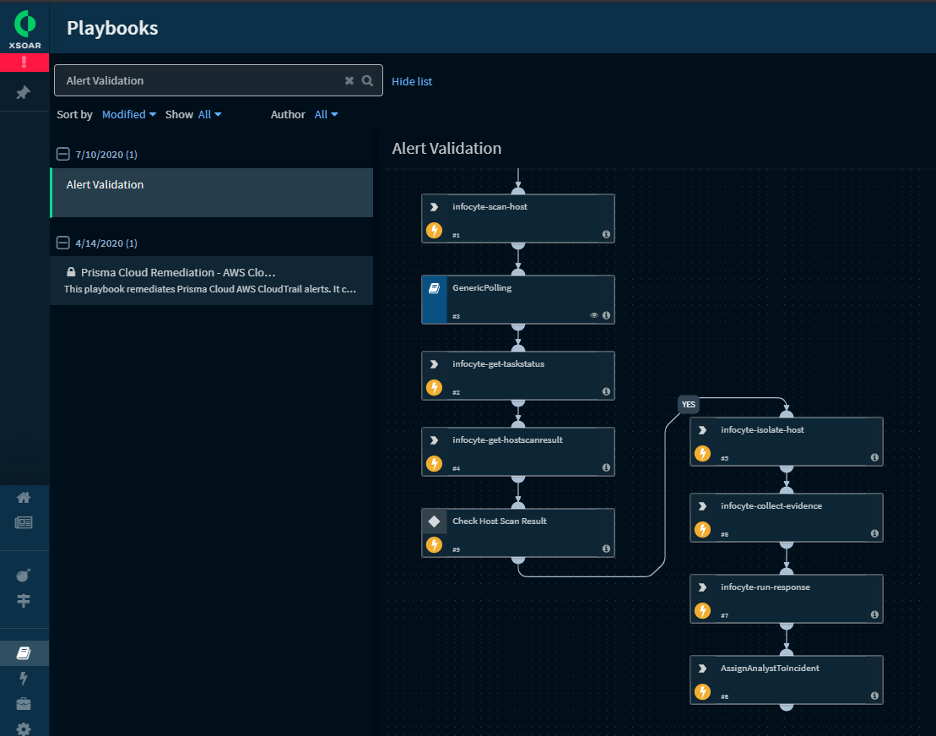 XSOAR
Playbooks
Alert Validation
Hide list
Sort by Modified Show All Author All
7/10/2020 (1)
Alert Validation
4/14/2020 (1)
Prisma Cloud Remediation - AWS Clo...
This playbook remediates Prisma Cloud AWS CloudTrail alerts. It c...
Alert Validation
infocyte-scan-host
#1
GenericPolling
#3
infocyte-get-taskstatus
#2
infocyte-get-hostscanresult
#4
Check Host Scan Result
#9
YES
infocyte-isolate-host
#5
infocyte-collect-evidence
#6
infocyte-run-response
#7
AssignAnalystToIncident
#8